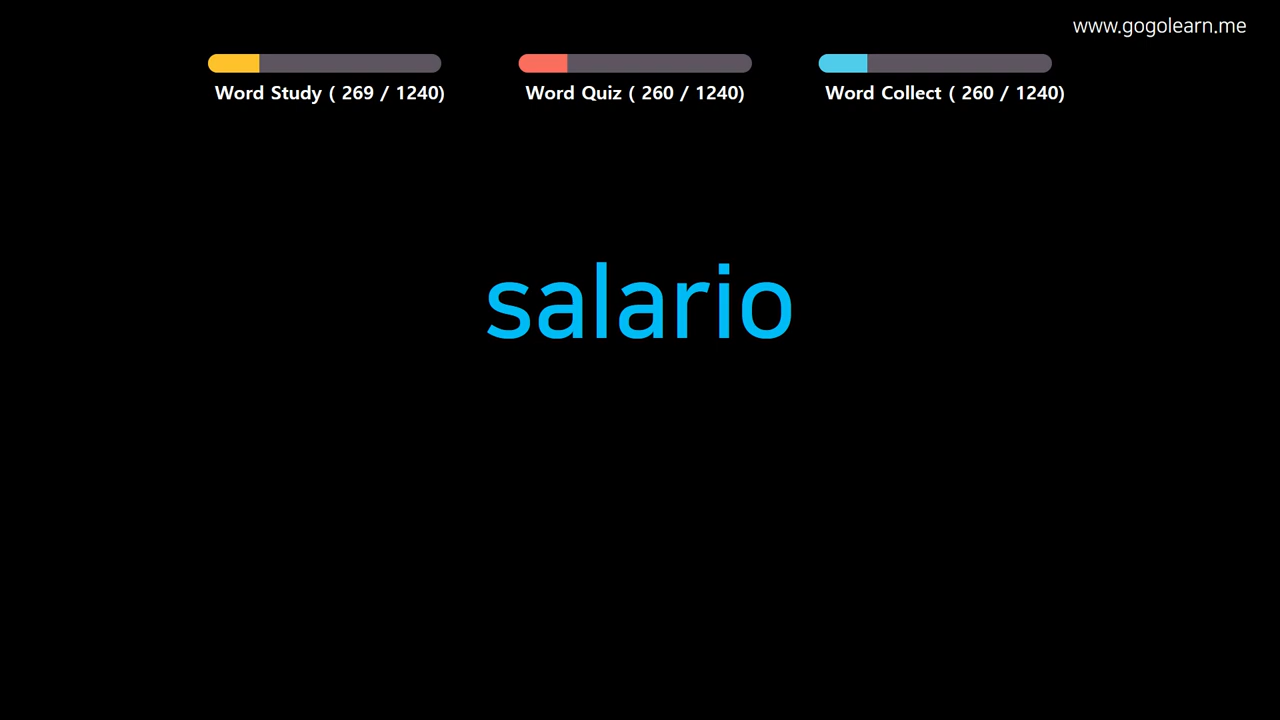 www.gogolearn.me
Word Study ( 269 / 1240)
Word Quiz ( 260 / 1240)
Word Collect ( 260 / 1240)
salario